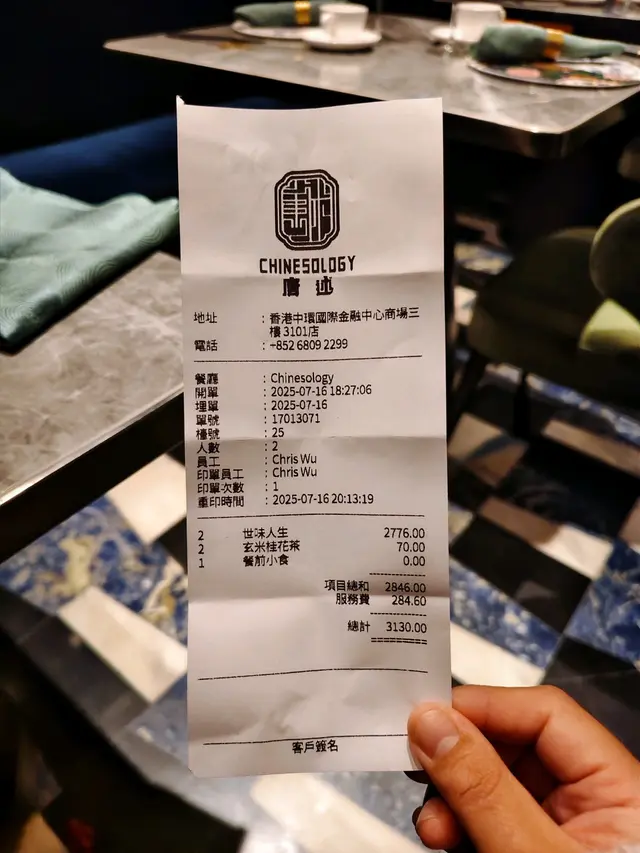 CHINESOLOGY
唐述
地址 : 香港中環國際金融中心商場三
樓 3101店
電話 : +852 6809 2299
餐廳 : Chinesology
開單 : 2025-07-16 18:27:06
埋單 : 2025-07-16
單號 : 17013071
檯號 : 25
人數 : 2
員工 : Chris Wu
印單員工 : Chris Wu
印單次數 : 1
重印時間 : 2025-07-16 20:13:19
2 世味人生 2776.00
2 玄米桂花茶 70.00
1 餐前小食 0.00
項目總和 2846.00
服務費 284.60
總計 3130.00
客戶簽名